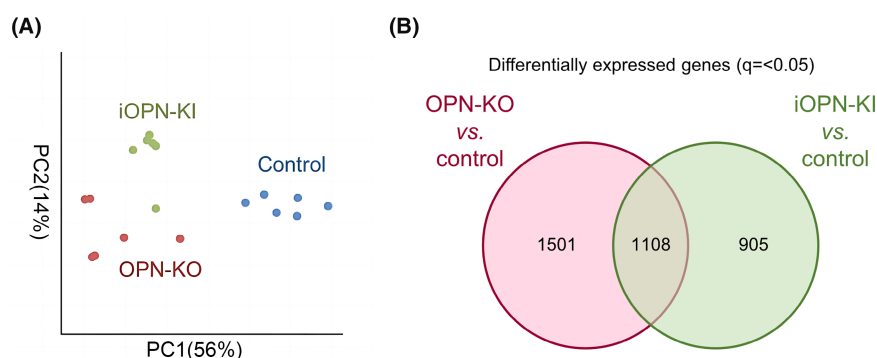 (A)
iOPN-KI
Control
OPN-KO
PC2(14%)
PC1(56%)
(B)
Differentially expressed genes (q=<0.05)
OPN-KO
vs.
control
iOPN-KI
vs.
control
1501
1108
905